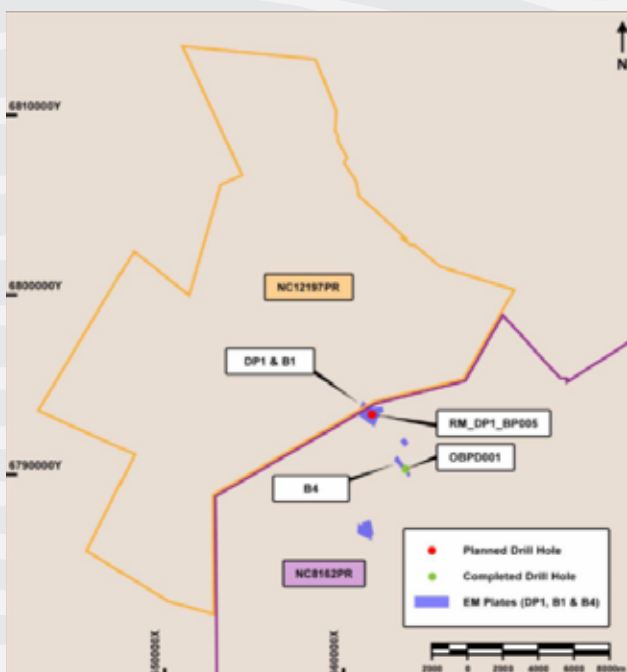 N
6810000Y
6800000Y
NC12197PR
DP1 & B1
RM_DP1_BP005
6790000Y
OBPD001
B4
NC8162PR
Planned Drill Hole
Completed Drill Hole
EM Plates (DP1, B1 & B4)
2000 0 2000 4000 6000 8000m